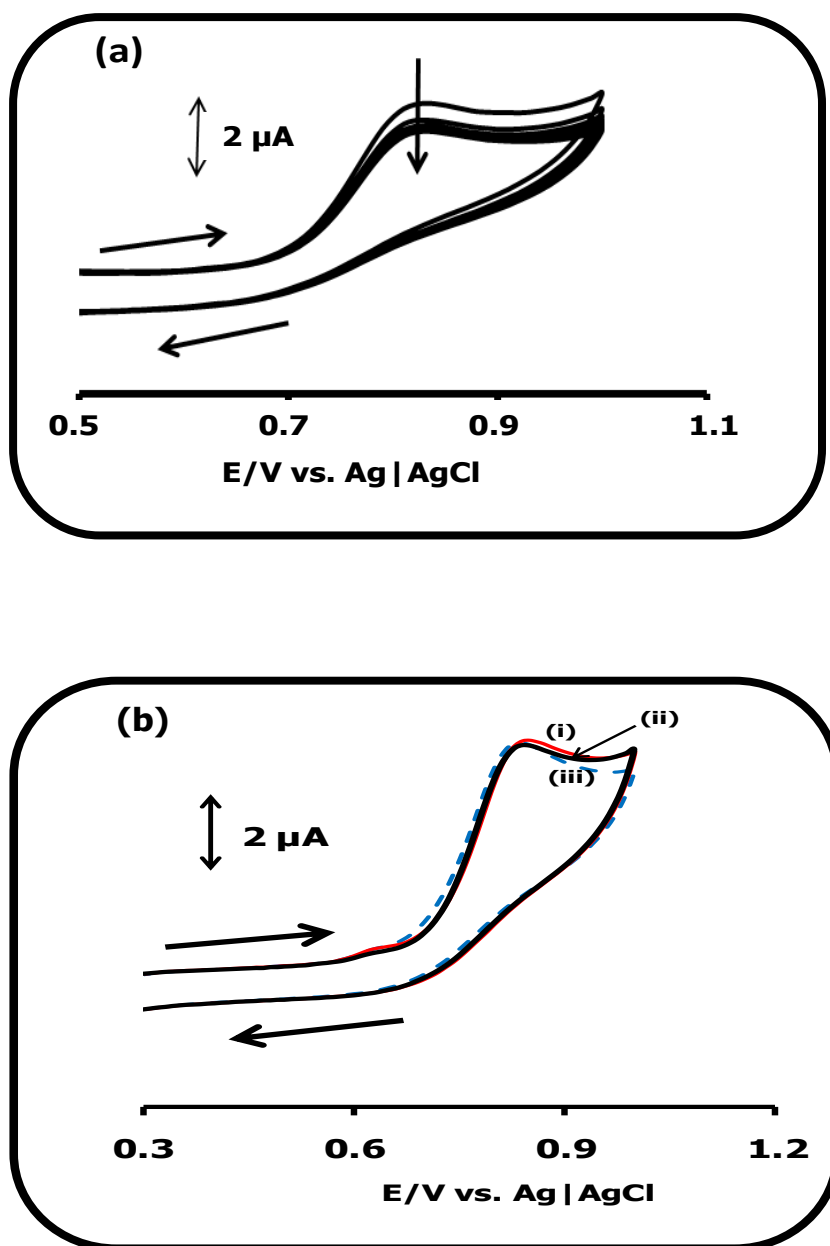 (a)
2 µA
0.5 0.7 0.9 1.1
E/V vs. Ag|AgCl
(b)
(i) (ii)
(iii)
2 µA
0.3 0.6 0.9 1.2
E/V vs. Ag|AgCl